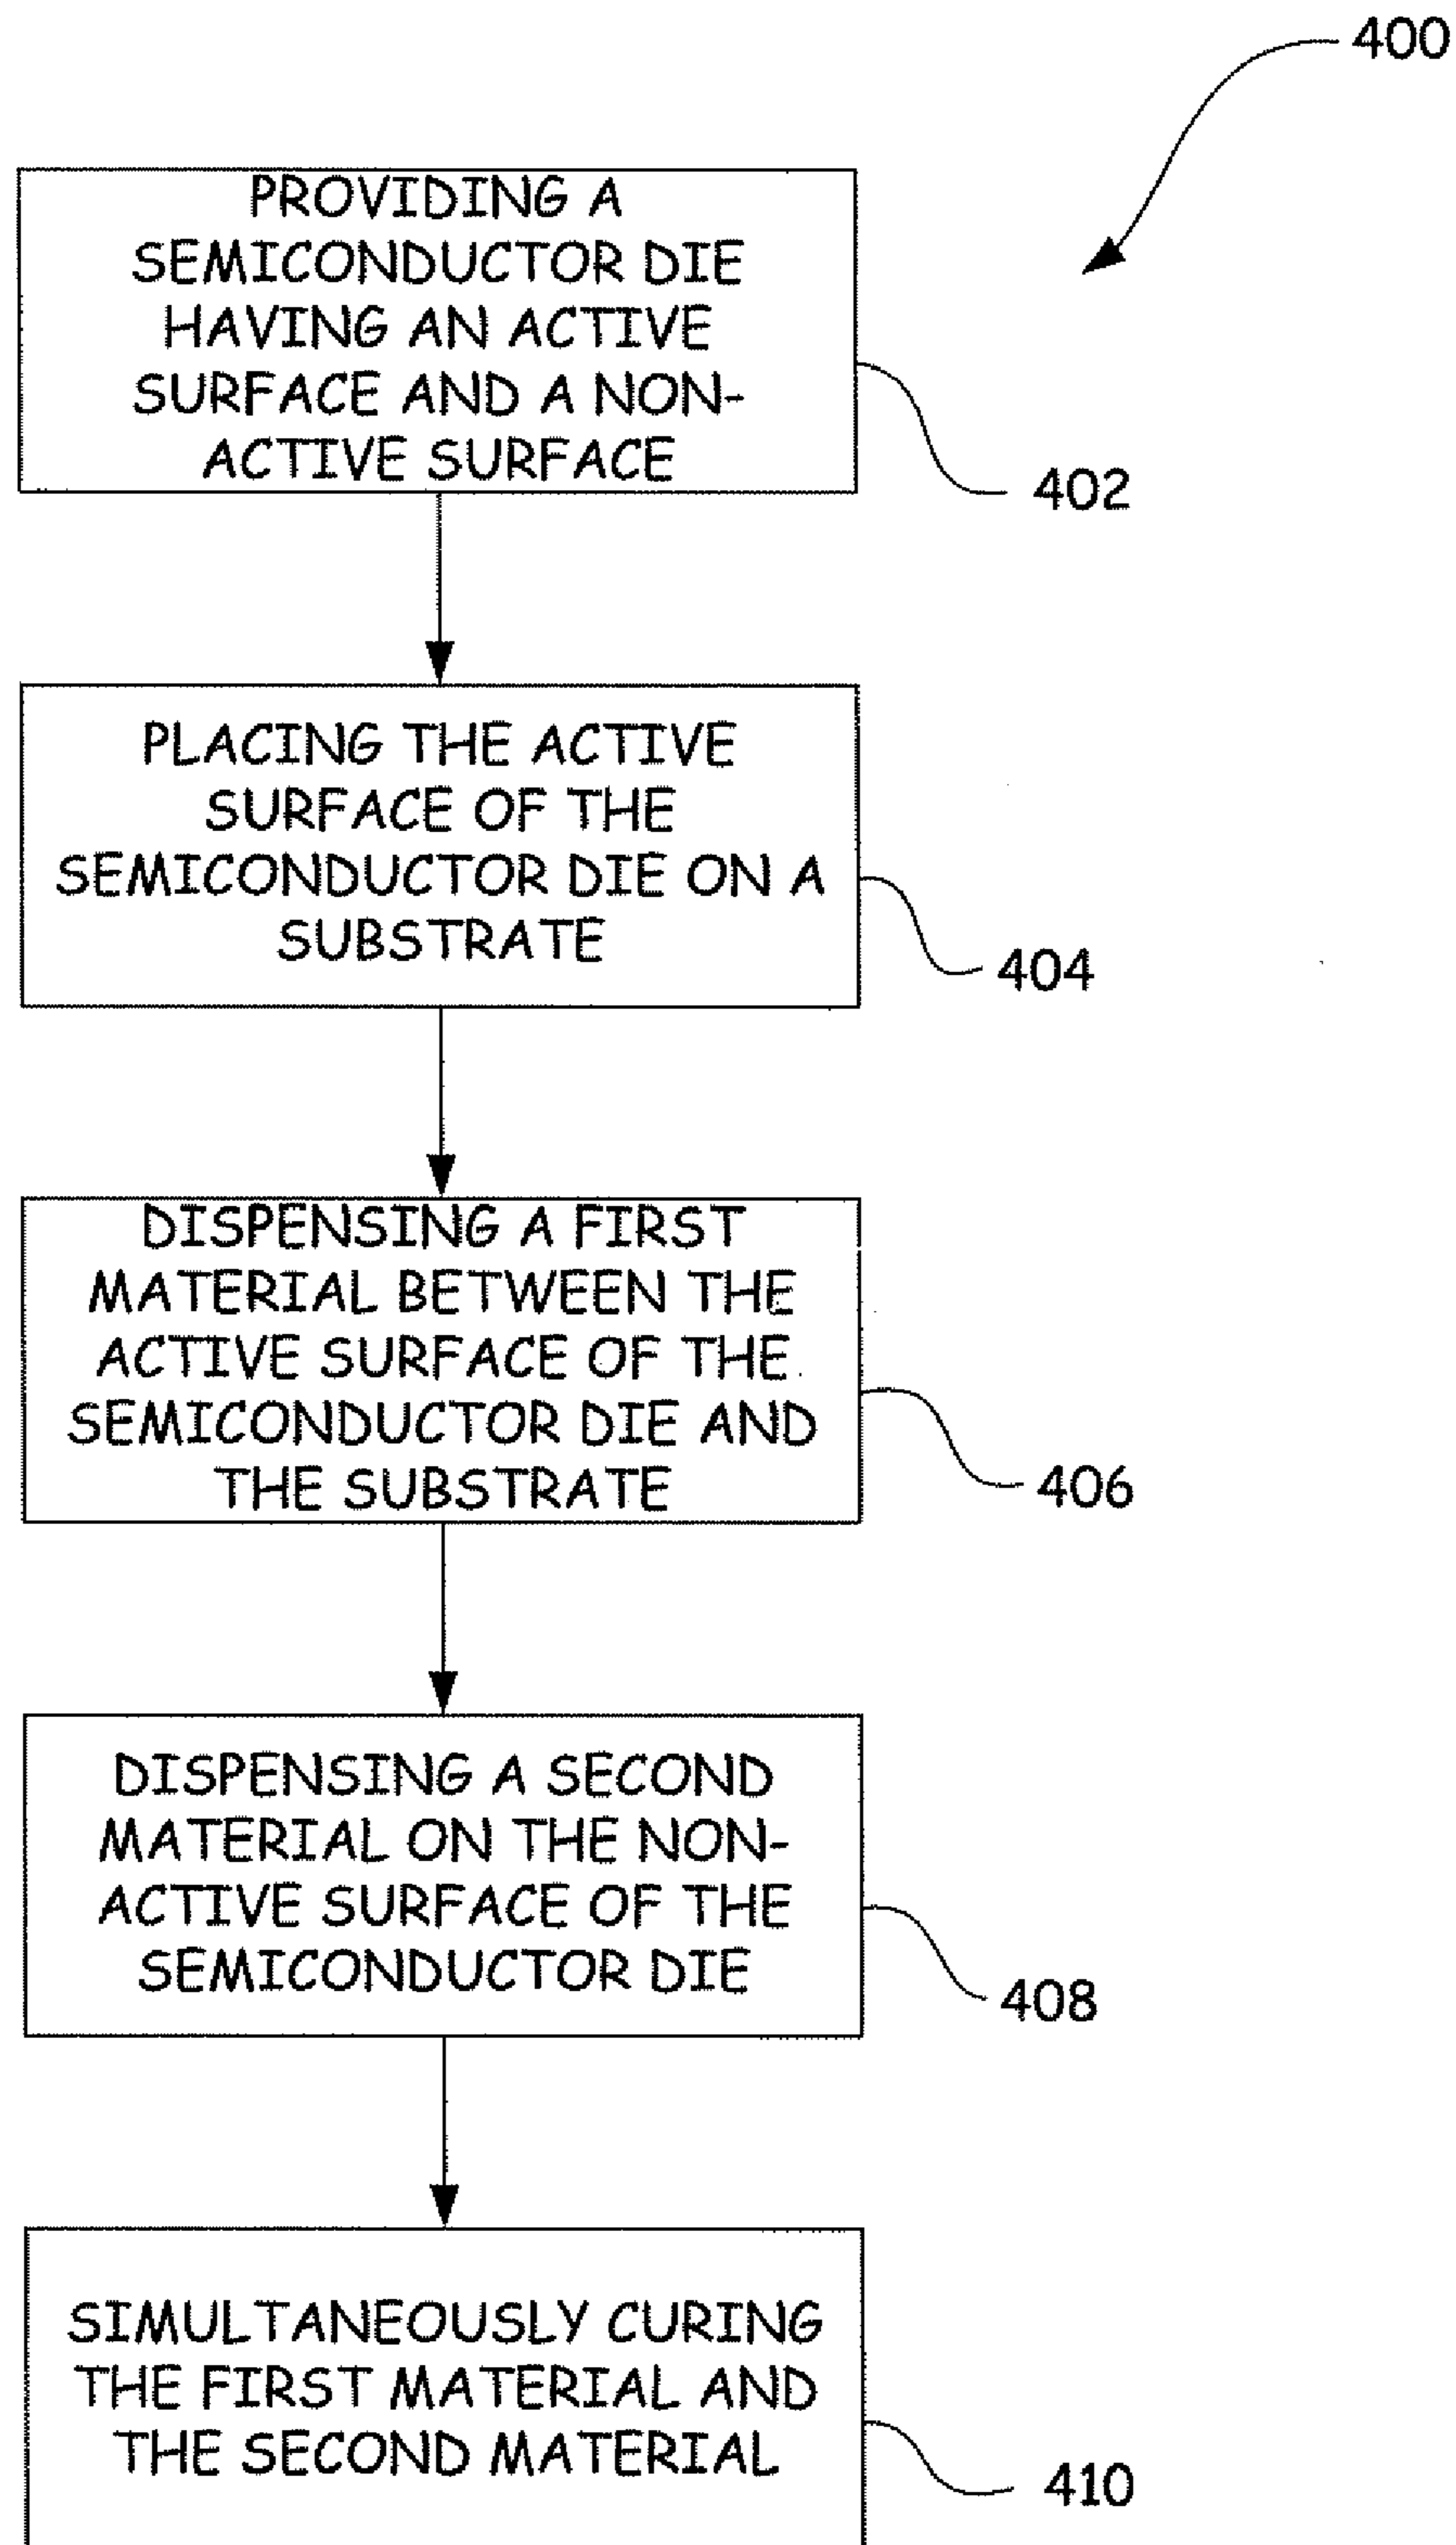 400
PROVIDING A
SEMICONDUCTOR DIE
HAVING AN ACTIVE
SURFACE AND A NON-
ACTIVE SURFACE
402
PLACING THE ACTIVE
SURFACE OF THE
SEMICONDUCTOR DIE ON A
SUBSTRATE
404
DISPENSING A FIRST
MATERIAL BETWEEN THE
ACTIVE SURFACE OF THE
SEMICONDUCTOR DIE AND
THE SUBSTRATE
406
DISPENSING A SECOND
MATERIAL ON THE NON-
ACTIVE SURFACE OF THE
SEMICONDUCTOR DIE
408
SIMULTANEOUSLY CURING
THE FIRST MATERIAL AND
THE SECOND MATERIAL
410